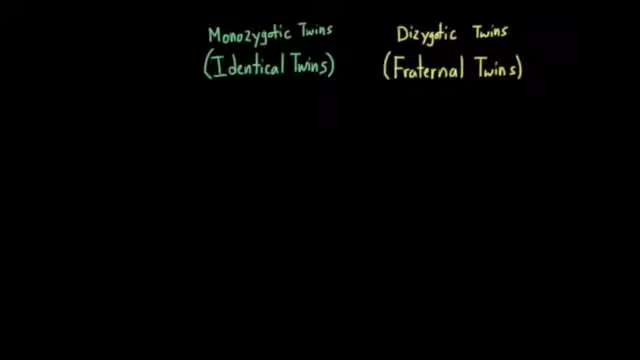 Monozygotic Twins
(Identical Twins)
Dizygotic Twins
(Fraternal Twins)